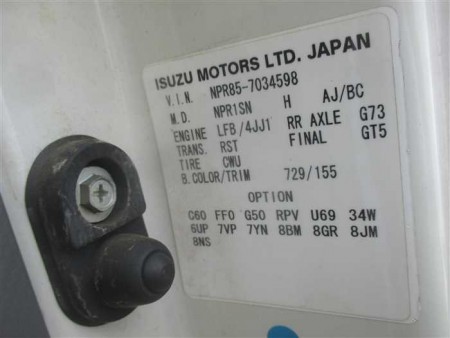 ISUZU MOTORS LTD. JAPAN
V.I.N. NPR85-7034598
M.D. NPR1SN H AJ/BC
ENGINE LFB/4JJ1 RR AXLE G73
TRANS. RST FINAL GT5
TIRE CWU
B.COLOR/TRIM 729/155
OPTION
C60 FF0 G50 RPV U69 34W
6UP 7VP 7YN 8BM 8GR 8JM
8NS